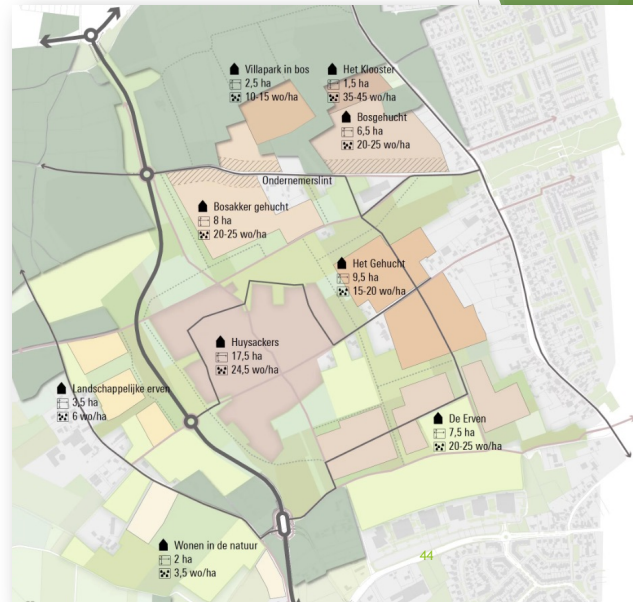 Villapark in bos
2,5 ha
10-15 wo/ha
Het Klooster
1,5 ha
35-45 wo/ha
Bosgehucht
6,5 ha
20-25 wo/ha
Ondernemerslint
Bosakker gehucht
8 ha
20-25 wo/ha
Het Gehucht
9,5 ha
15-20 wo/ha
Huysackers
17,5 ha
24,5 wo/ha
Landschappelijke erven
3,5 ha
6 wo/ha
De Erven
7,5 ha
20-25 wo/ha
Wonen in de natuur
2 ha
3,5 wo/ha
44